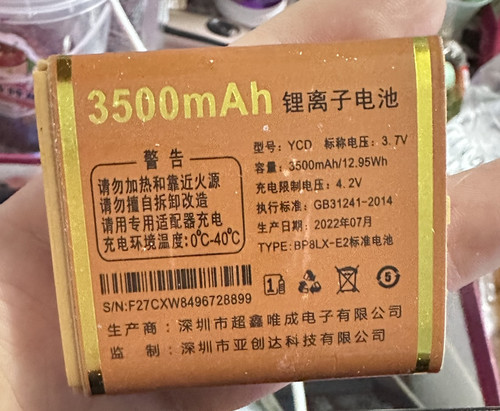 3500mAh 锂离子电池
型号: YCD 标称电压: 3.7V
容量: 3500mAh/12.95Wh
充电限制电压: 4.2V
执行标准: GB31241-2014
生产日期: 2022年07月
TYPE: BP8LX-E2标准电池
警告
请勿加热和靠近火源
请勿擅自拆卸改造
请用专用适配器充电
充电环境温度: 0℃-40℃
S/N:F27CXW8496728899
1
5
生产商: 深圳市超鑫唯成电子有限公司
监 制: 深圳市亚创达科技有限公司